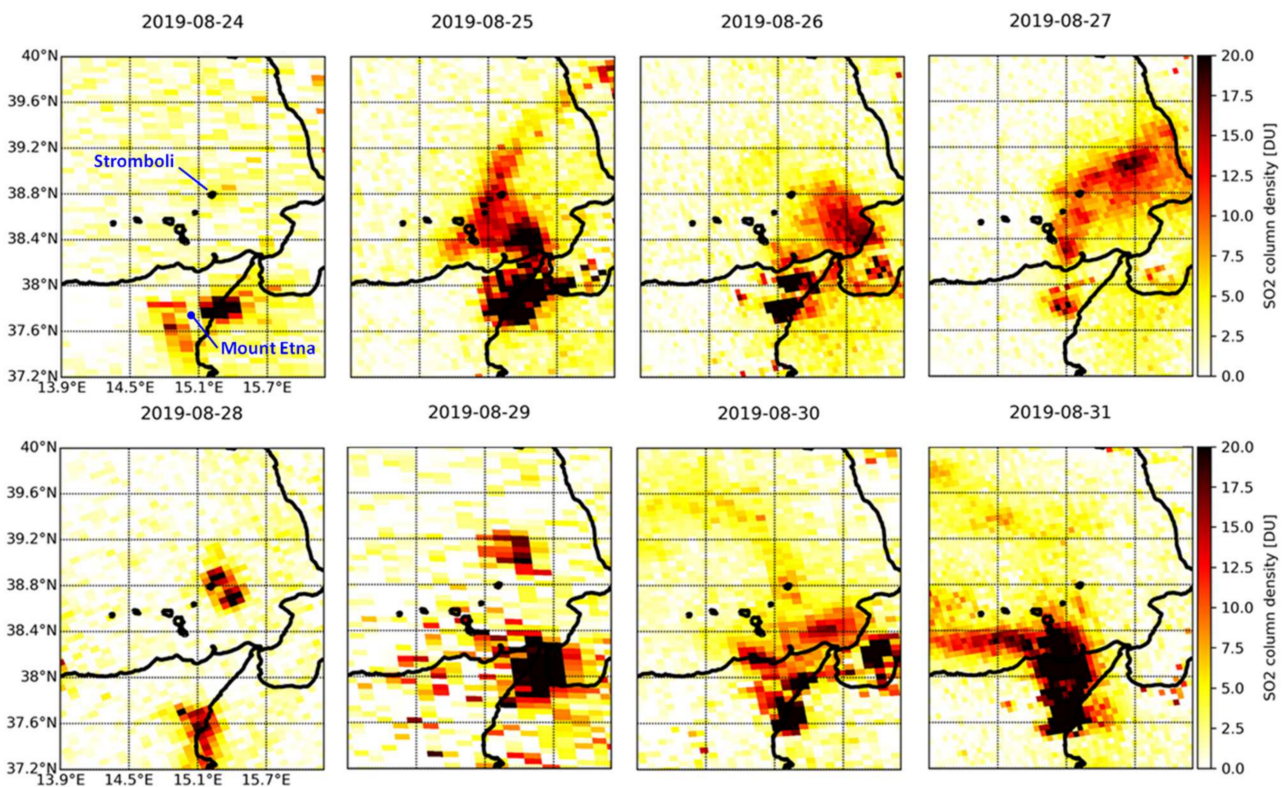 2019-08-24 2019-08-25 2019-08-26 2019-08-27
40°N
39.6°N
39.2°N
38.8°N
38.4°N
38°N
37.6°N
37.2°N
Stromboli
Mount Etna
13.9°E 14.5°E 15.1°E 15.7°E
20.0
17.5
15.0
12.5
10.0
7.5
5.0
2.5
0.0
SO2 column density [DU]
2019-08-28 2019-08-29 2019-08-30 2019-08-31
40°N
39.6°N
39.2°N
38.8°N
38.4°N
38°N
37.6°N
37.2°N
13.9°E 14.5°E 15.1°E 15.7°E
20.0
17.5
15.0
12.5
10.0
7.5
5.0
2.5
0.0
SO2 column density [DU]